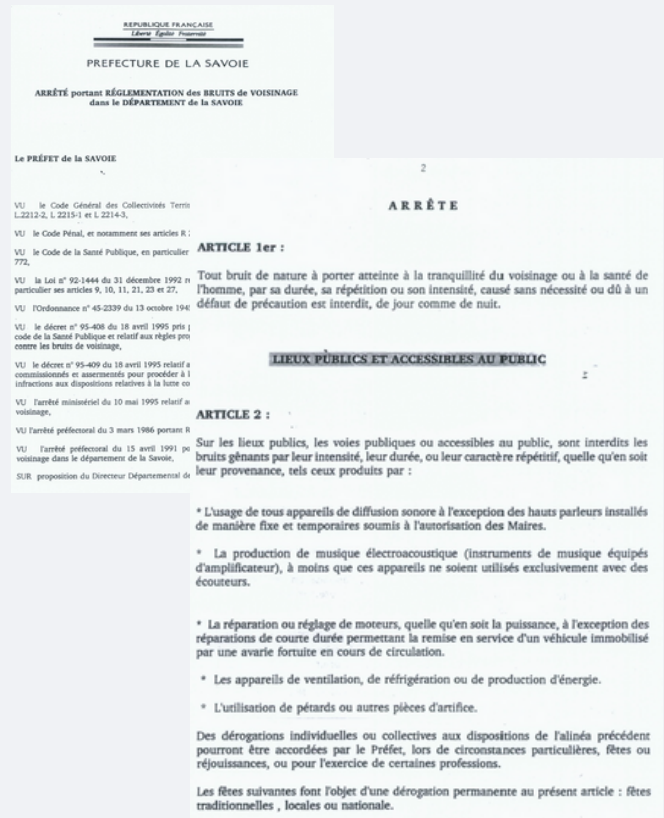 REPUBLIQUE FRANÇAISE
Liberté Égalité Fraternité
PREFECTURE DE LA SAVOIE
ARRÊTÉ portant RÉGLEMENTATION des BRUITS de VOISINAGE
dans le DÉPARTEMENT de la SAVOIE
Le PRÉFET de la SAVOIE
VU le Code Général des Collectivités Territ
L.2212-2, L 2215-1 et L 2214-3,
VU le Code Pénal, et notamment ses articles R
VU le Code de la Santé Publique, en particulier
772,
VU la Loi n° 92-1444 du 31 décembre 1992 re
particulier ses articles 9, 10, 11, 21, 23 et 27,
VU l'Ordonnance n° 45-2339 du 13 octobre 194
VU le décret n° 95-408 du 18 avril 1995 pris
code de la Santé Publique et relatif aux règles pro
contre les bruits de voisinage,
VU le décret n° 95-409 du 18 avril 1995 relatif a
commissionnés et assermentés pour procéder à l
infractions aux dispositions relatives à la lutte co
VU l'arrêté ministériel du 10 mai 1995 relatif a
voisinage,
VU l'arrêté préfectoral du 3 mars 1986 portant R
VU l'arrêté préfectoral du 15 avril 1991 po
voisinage dans le département de la Savoie,
SUR proposition du Directeur Départemental de
2
ARRÊTE
ARTICLE 1er :
Tout bruit de nature à porter atteinte à la tranquillité du voisinage ou à la santé de
l'homme, par sa durée, sa répétition ou son intensité, causé sans nécessité ou dû à un
défaut de précaution est interdit, de jour comme de nuit.
LIEUX PUBLICS ET ACCESSIBLES AU PUBLIC
ARTICLE 2 :
Sur les lieux publics, les voies publiques ou accessibles au public, sont interdits les
bruits gênants par leur intensité, leur durée, ou leur caractère répétitif, quelle qu'en soit
leur provenance, tels ceux produits par :
* L'usage de tous appareils de diffusion sonore à l'exception des hauts parleurs installés
de manière fixe et temporaires soumis à l'autorisation des Maires.
* La production de musique électroacoustique (instruments de musique équipés
d'amplificateur), à moins que ces appareils ne soient utilisés exclusivement avec des
écouteurs.
* La réparation ou réglage de moteurs, quelle qu'en soit la puissance, à l'exception des
réparations de courte durée permettant la remise en service d'un véhicule immobilisé
par une avarie fortuite en cours de circulation.
* Les appareils de ventilation, de réfrigération ou de production d'énergie.
* L'utilisation de pétards ou autres pièces d'artifice.
Des dérogations individuelles ou collectives aux dispositions de l'alinéa précédent
pourront être accordées par le Préfet, lors de circonstances particulières, fêtes ou
réjouissances, ou pour l'exercice de certaines professions.
Les fêtes suivantes font l'objet d'une dérogation permanente au présent article : fêtes
traditionnelles , locales ou nationale.